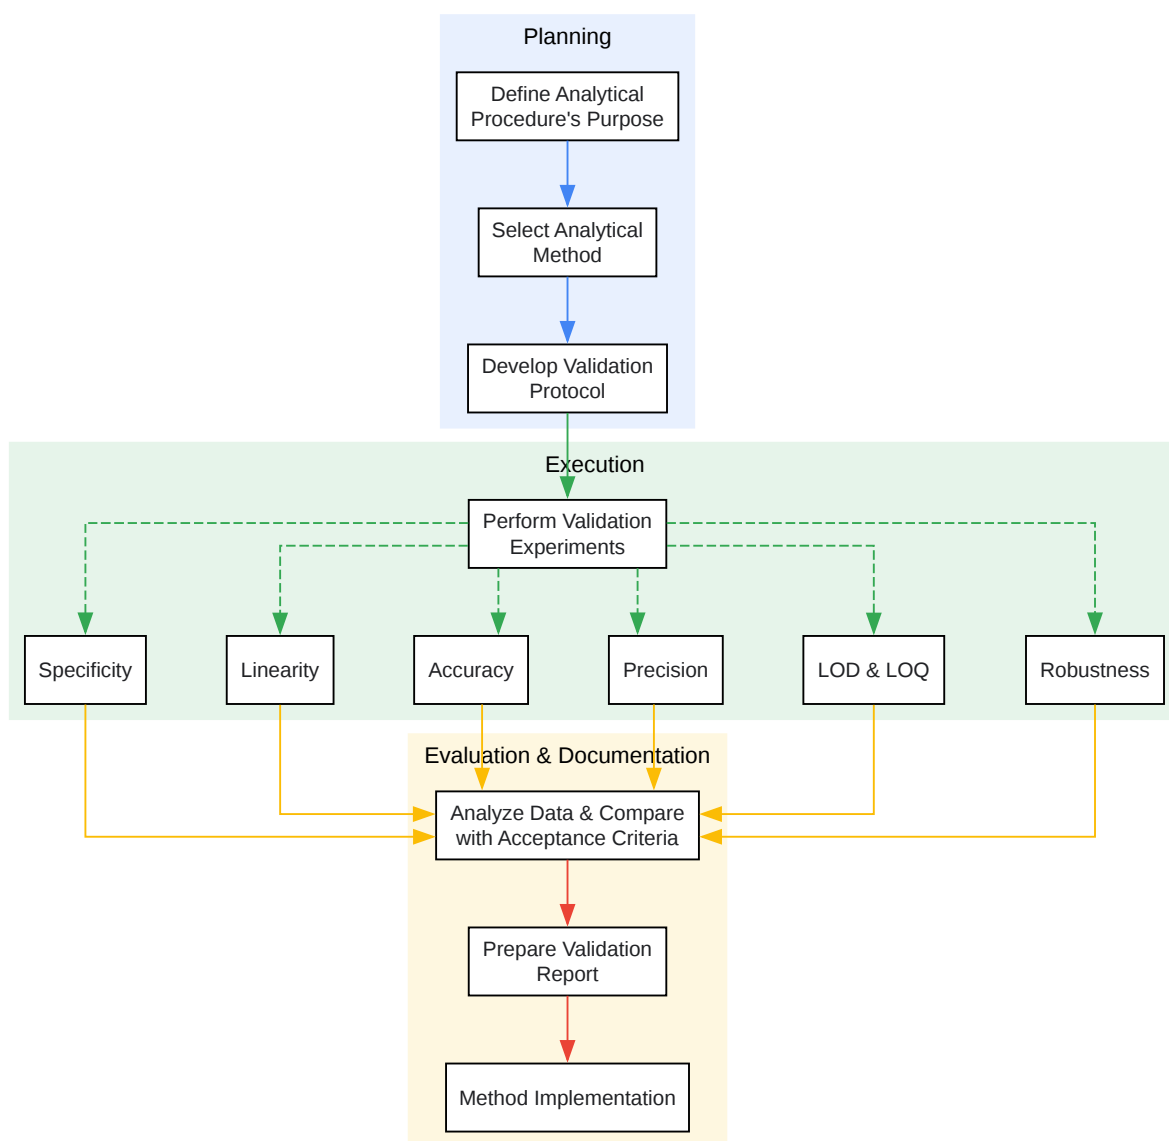 Planning
Define Analytical
Procedure's Purpose
Select Analytical
Method
Develop Validation
Protocol
Execution
Perform Validation
Experiments
Specificity
Linearity
Accuracy
Precision
LOD & LOQ
Robustness
Evaluation & Documentation
Analyze Data & Compare
with Acceptance Criteria
Prepare Validation
Report
Method Implementation